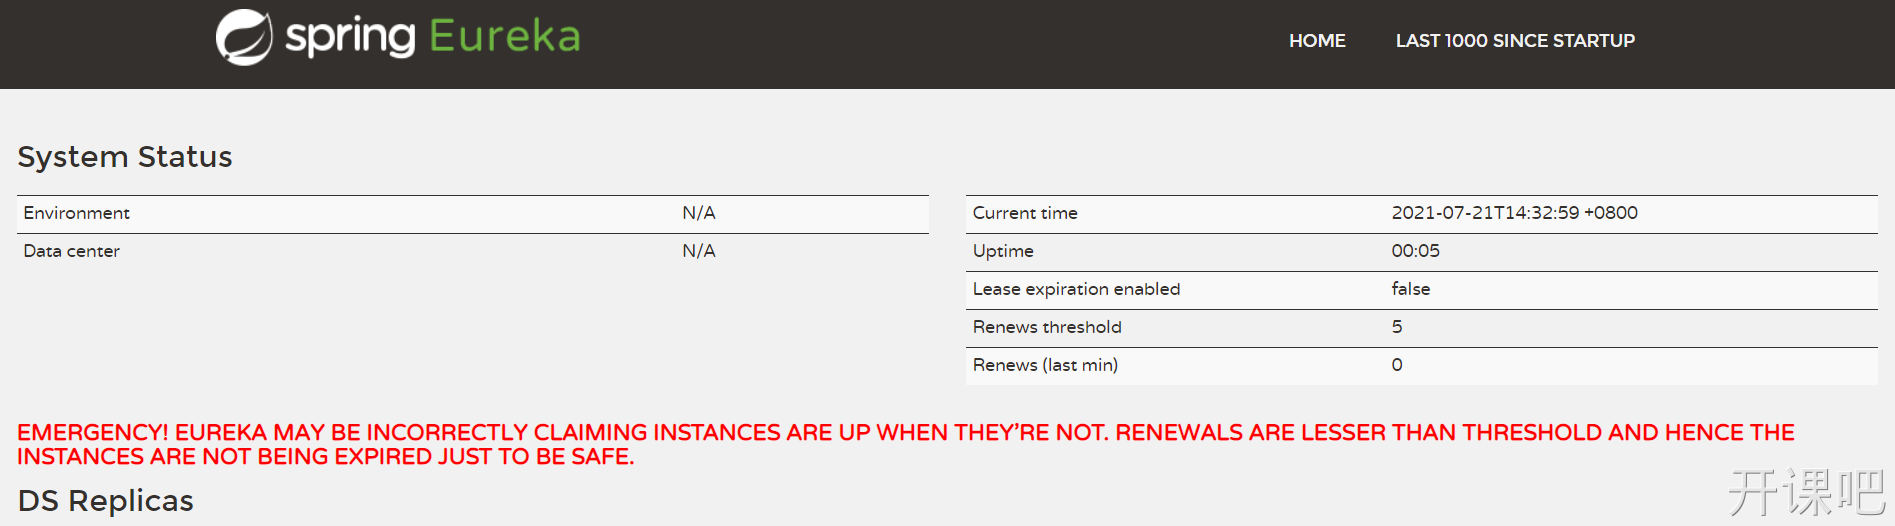 spring Eureka
HOME LAST 1000 SINCE STARTUP
System Status
Environment N/A
Data center N/A
Current time 2021-07-21T14:32:59 +0800
Uptime 00:05
Lease expiration enabled false
Renews threshold 5
Renews (last min) 0
EMERGENCY! EUREKA MAY BE INCORRECTLY CLAIMING INSTANCES ARE UP WHEN THEY'RE NOT. RENEWALS ARE LESSER THAN THRESHOLD AND HENCE THE
INSTANCES ARE NOT BEING EXPIRED JUST TO BE SAFE.
DS Replicas
开课吧